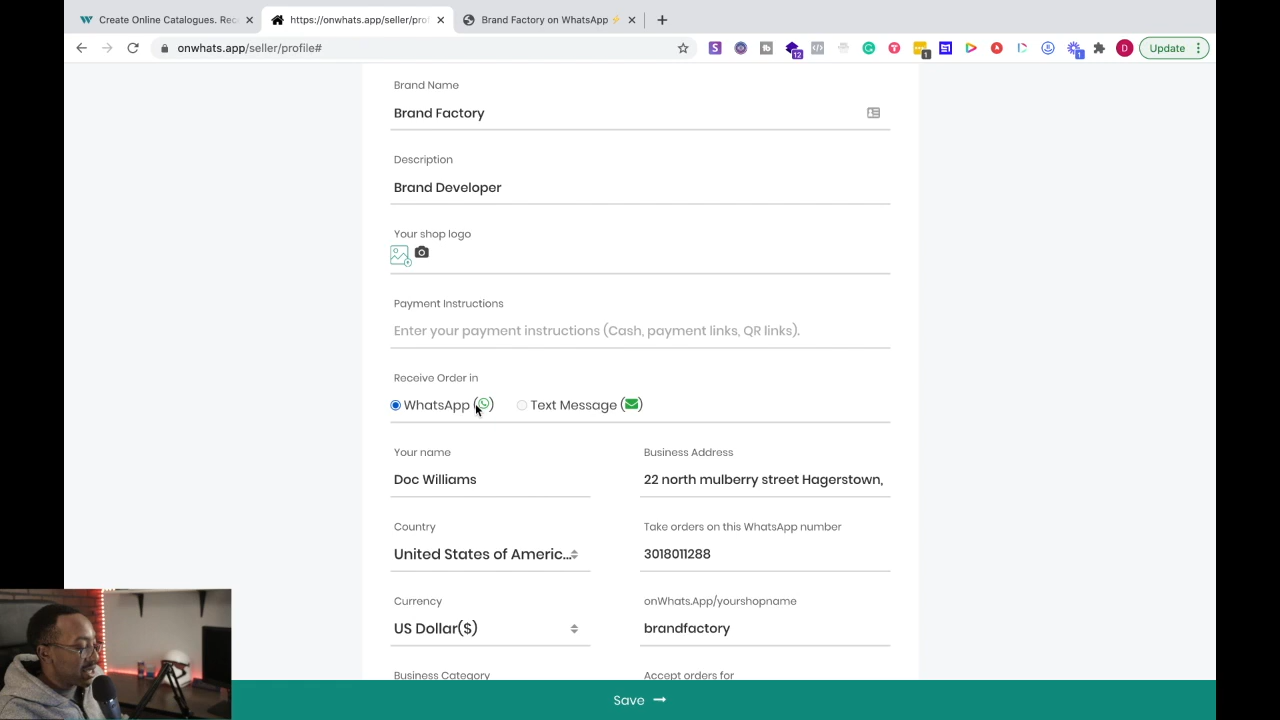 Create Online Catalogues. Rec
https://onwhats.app/seller/prof
Brand Factory on WhatsApp ⚡
onwhats.app/seller/profile#
12
1
1
D
Update
Brand Name
Brand Factory
Description
Brand Developer
Your shop logo
Payment Instructions
Enter your payment instructions (Cash, payment links, QR links).
Receive Order in
WhatsApp ( ) Text Message ( )
Your name
Business Address
Doc Williams
22 north mulberry street Hagerstown,
Country
Take orders on this WhatsApp number
United States of Americ...
3018011288
Currency
onWhats.App/yourshopname
US Dollar($)
brandfactory
Business Category
Accept orders for
Save →